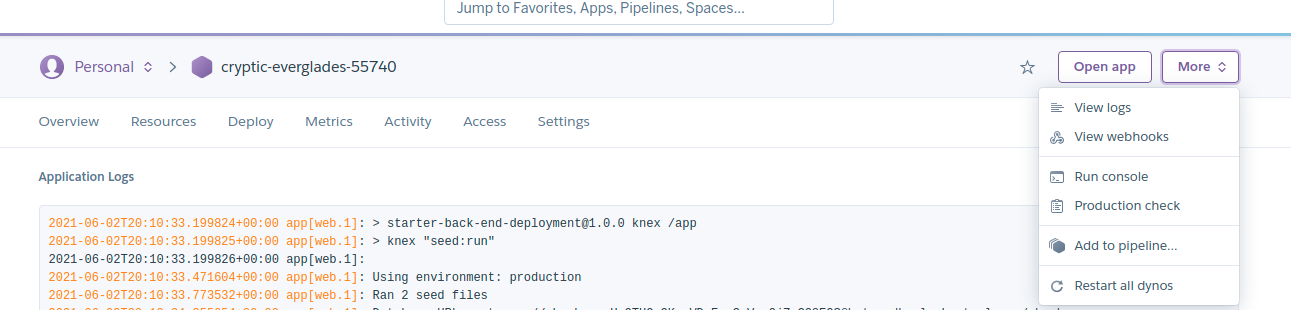 Jump to Favorites, Apps, Pipelines, Spaces...
Personal cryptic-everglades-55740 Open app More
View logs
View webhooks
Run console
Production check
Add to pipeline...
Restart all dynos
Overview Resources Deploy Metrics Activity Access Settings
Application Logs
2021-06-02T20:10:33.199824+00:00 app[web.1]: > starter-back-end-deployment@1.0.0 knex /app
2021-06-02T20:10:33.199825+00:00 app[web.1]: > knex "seed:run"
2021-06-02T20:10:33.199826+00:00 app[web.1]:
2021-06-02T20:10:33.471604+00:00 app[web.1]: Using environment: production
2021-06-02T20:10:33.773532+00:00 app[web.1]: Ran 2 seed files